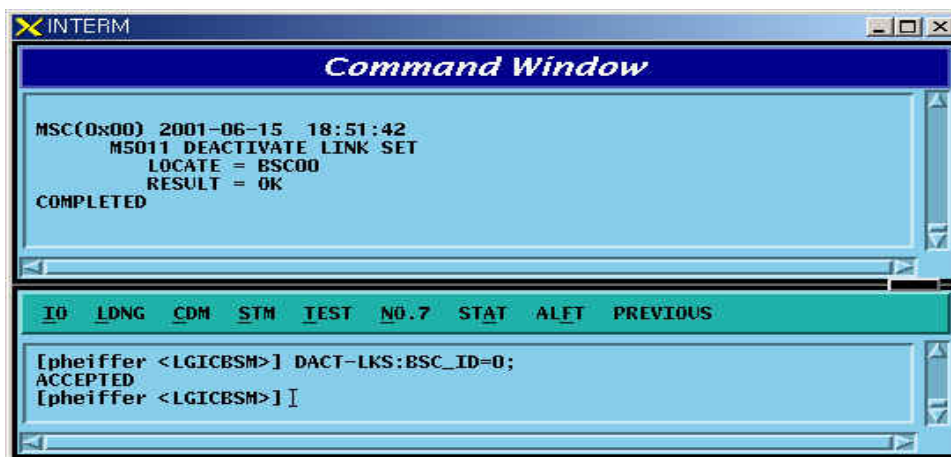 INTERM
Command Window
MSC(0x00) 2001-06-15 18:51:42
M5011 DEACTIVATE LINK SET
LOCATE = BSC00
RESULT = OK
COMPLETED
IO LDNG CDM STM TEST NO.7 STAT ALFT PREVIOUS
[pheiffer <LGICBSM>] DACT-LKS:BSC_ID=0;
ACCEPTED
[pheiffer <LGICBSM>]